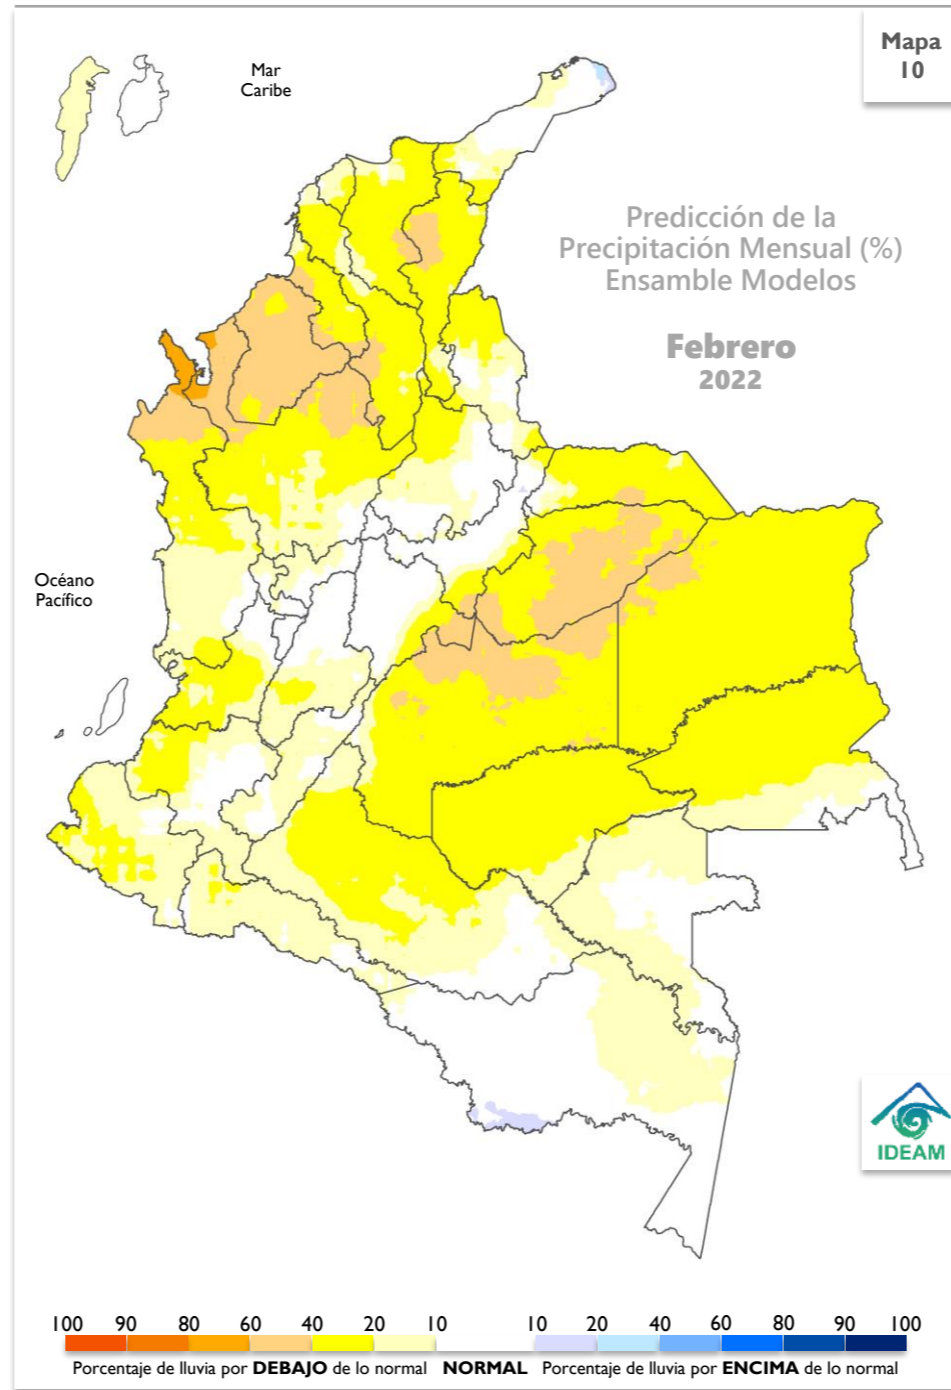 Mapa
10
Mar
Caribe
Predicción de la
Precipitación Mensual (%)
Ensamble Modelos
Febrero
2022
Océano
Pacífico
IDEAM
100 90 80 60 40 20 10 10 20 40 60 80 90 100
Porcentaje de lluvia por DEBAJO de lo normal NORMAL Porcentaje de lluvia por ENCIMA de lo normal